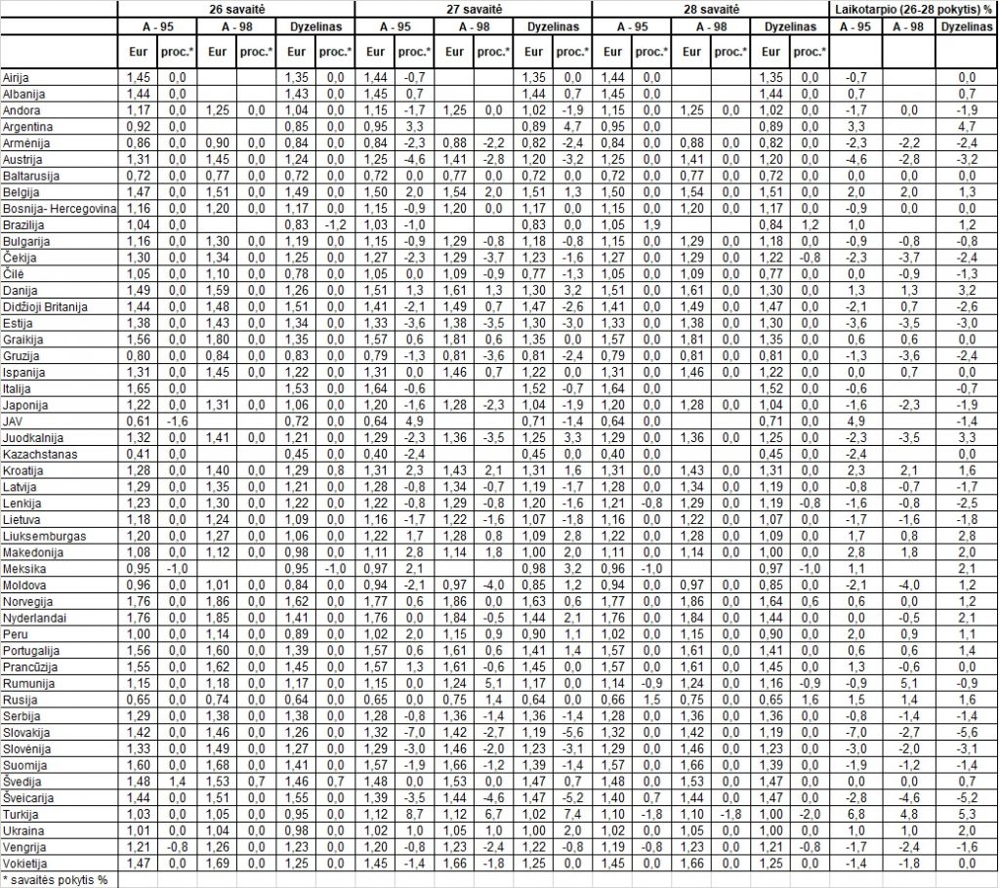 26 savaitė 27 savaitė 28 savaitė Laikotarpio (26-28 pokytis) %
A - 95 A - 98 Dyzelinas A - 95 A - 98 Dyzelinas A - 95 A - 98 Dyzelinas A - 95 A - 98 Dyzelinas
Eur proc.* Eur proc.* Eur proc.* Eur proc.* Eur proc.* Eur proc.* Eur proc.* Eur proc.* Eur proc.*
Airija 1,45 0,0 1,35 0,0 1,44 -0,7 1,35 0,0 1,44 0,0 1,35 0,0 -0,7 0,0
Albanija 1,44 0,0 1,43 0,0 1,45 0,7 1,44 0,7 1,45 0,0 1,44 0,0 0,7 0,7
Andora 1,17 0,0 1,25 0,0 1,04 0,0 1,15 -1,7 1,25 0,0 1,02 -1,9 1,15 0,0 1,25 0,0 1,02 0,0 -1,7 0,0 -1,9
Argentina 0,92 0,0 0,85 0,0 0,95 3,3 0,89 4,7 0,95 0,0 0,89 0,0 3,3 4,7
Armėnija 0,86 0,0 0,90 0,0 0,84 0,0 0,84 -2,3 0,88 -2,2 0,82 -2,4 0,84 0,0 0,88 0,0 0,82 0,0 -2,3 -2,2 -2,4
Austrija 1,31 0,0 1,45 0,0 1,24 0,0 1,25 -4,6 1,41 -2,8 1,20 -3,2 1,25 0,0 1,41 0,0 1,20 0,0 -4,6 -2,8 -3,2
Baltarusija 0,72 0,0 0,77 0,0 0,72 0,0 0,72 0,0 0,77 0,0 0,72 0,0 0,72 0,0 0,77 0,0 0,72 0,0 0,0 0,0 0,0
Belgija 1,47 0,0 1,51 0,0 1,49 0,0 1,50 2,0 1,54 2,0 1,51 1,3 1,50 0,0 1,54 0,0 1,51 0,0 2,0 2,0 1,3
Bosnija- Hercegovina 1,16 0,0 1,20 0,0 1,17 0,0 1,15 -0,9 1,20 0,0 1,17 0,0 1,15 0,0 1,20 0,0 1,17 0,0 -0,9 0,0 0,0
Brazilija 1,04 0,0 0,83 -1,2 1,03 -1,0 0,83 0,0 1,05 1,9 0,84 1,2 1,0 1,2
Bulgarija 1,16 0,0 1,30 0,0 1,19 0,0 1,15 -0,9 1,29 -0,8 1,18 -0,8 1,15 0,0 1,29 0,0 1,18 0,0 -0,9 -0,8 -0,8
Čekija 1,30 0,0 1,34 0,0 1,25 0,0 1,27 -2,3 1,29 -3,7 1,23 -1,6 1,27 0,0 1,29 0,0 1,22 -0,8 -2,3 -3,7 -2,4
Čilė 1,05 0,0 1,10 0,0 0,78 0,0 1,05 0,0 1,09 -0,9 0,77 -1,3 1,05 0,0 1,09 0,0 0,77 0,0 0,0 -0,9 -1,3
Danija 1,49 0,0 1,59 0,0 1,26 0,0 1,51 1,3 1,61 1,3 1,30 3,2 1,51 0,0 1,61 0,0 1,30 0,0 1,3 1,3 3,2
Didžioji Britanija 1,44 0,0 1,48 0,0 1,51 0,0 1,41 -2,1 1,49 0,7 1,47 -2,6 1,41 0,0 1,49 0,0 1,47 0,0 -2,1 0,7 -2,6
Estija 1,38 0,0 1,43 0,0 1,34 0,0 1,33 -3,6 1,38 -3,5 1,30 -3,0 1,33 0,0 1,38 0,0 1,30 0,0 -3,6 -3,5 -3,0
Graikija 1,56 0,0 1,80 0,0 1,35 0,0 1,57 0,6 1,81 0,6 1,35 0,0 1,57 0,0 1,81 0,0 1,35 0,0 0,6 0,6 0,0
Gruzija 0,80 0,0 0,84 0,0 0,83 0,0 0,79 -1,3 0,81 -3,6 0,81 -2,4 0,79 0,0 0,81 0,0 0,81 0,0 -1,3 -3,6 -2,4
Ispanija 1,31 0,0 1,45 0,0 1,22 0,0 1,31 0,0 1,46 0,7 1,22 0,0 1,31 0,0 1,46 0,0 1,22 0,0 0,0 0,7 0,0
Italija 1,65 0,0 1,53 0,0 1,64 -0,6 1,52 -0,7 1,64 0,0 1,52 0,0 -0,6 -0,7
Japonija 1,22 0,0 1,31 0,0 1,06 0,0 1,20 -1,6 1,28 -2,3 1,04 -1,9 1,20 0,0 1,28 0,0 1,04 0,0 -1,6 -2,3 -1,9
JAV 0,61 -1,6 0,72 0,0 0,64 4,9 0,71 -1,4 0,64 0,0 0,71 0,0 4,9 -1,4
Juodkalnija 1,32 0,0 1,41 0,0 1,21 0,0 1,29 -2,3 1,36 -3,5 1,25 3,3 1,29 0,0 1,36 0,0 1,25 0,0 -2,3 -3,5 3,3
Kazachstanas 0,41 0,0 0,45 0,0 0,40 -2,4 0,45 0,0 0,40 0,0 0,45 0,0 -2,4 0,0
Kroatija 1,28 0,0 1,40 0,0 1,29 0,8 1,31 2,3 1,43 2,1 1,31 1,6 1,31 0,0 1,43 0,0 1,31 0,0 2,3 2,1 1,6
Latvija 1,29 0,0 1,35 0,0 1,21 0,0 1,28 -0,8 1,34 -0,7 1,19 -1,7 1,28 0,0 1,34 0,0 1,19 0,0 -0,8 -0,7 -1,7
Lenkija 1,23 0,0 1,30 0,0 1,22 0,0 1,22 -0,8 1,29 -0,8 1,20 -1,6 1,21 -0,8 1,29 0,0 1,19 -0,8 -1,6 -0,8 -2,5
Lietuva 1,18 0,0 1,24 0,0 1,09 0,0 1,16 -1,7 1,22 -1,6 1,07 -1,8 1,16 0,0 1,22 0,0 1,07 0,0 -1,7 -1,6 -1,8
Liuksemburgas 1,20 0,0 1,27 0,0 1,06 0,0 1,22 1,7 1,28 0,8 1,09 2,8 1,22 0,0 1,28 0,0 1,09 0,0 1,7 0,8 2,8
Makedonija 1,08 0,0 1,12 0,0 0,98 0,0 1,11 2,8 1,14 1,8 1,00 2,0 1,11 0,0 1,14 0,0 1,00 0,0 2,8 1,8 2,0
Meksika 0,95 -1,0 0,95 -1,0 0,97 2,1 0,98 3,2 0,96 -1,0 0,97 -1,0 1,1 2,1
Moldova 0,96 0,0 1,01 0,0 0,84 0,0 0,94 -2,1 0,97 -4,0 0,85 1,2 0,94 0,0 0,97 0,0 0,85 0,0 -2,1 -4,0 1,2
Norvegija 1,76 0,0 1,86 0,0 1,62 0,0 1,77 0,6 1,86 0,0 1,63 0,6 1,77 0,0 1,86 0,0 1,64 0,6 0,6 0,0 1,2
Nyderlandai 1,76 0,0 1,85 0,0 1,41 0,0 1,76 0,0 1,84 -0,5 1,44 2,1 1,76 0,0 1,84 0,0 1,44 0,0 0,0 -0,5 2,1
Peru 1,00 0,0 1,14 0,0 0,89 0,0 1,02 2,0 1,15 0,9 0,90 1,1 1,02 0,0 1,15 0,0 0,90 0,0 2,0 0,9 1,1
Portugalija 1,56 0,0 1,60 0,0 1,39 0,0 1,57 0,6 1,61 0,6 1,41 1,4 1,57 0,0 1,61 0,0 1,41 0,0 0,6 0,6 1,4
Prancūzija 1,55 0,0 1,62 0,0 1,45 0,0 1,57 1,3 1,61 -0,6 1,45 0,0 1,57 0,0 1,61 0,0 1,45 0,0 1,3 -0,6 0,0
Rumunija 1,15 0,0 1,18 0,0 1,17 0,0 1,15 0,0 1,24 5,1 1,17 0,0 1,14 -0,9 1,24 0,0 1,16 -0,9 -0,9 5,1 -0,9
Rusija 0,65 0,0 0,74 0,0 0,64 0,0 0,65 0,0 0,75 1,4 0,64 0,0 0,66 1,5 0,75 0,0 0,65 1,6 1,5 1,4 1,6
Serbija 1,29 0,0 1,38 0,0 1,38 0,0 1,28 -0,8 1,36 -1,4 1,36 -1,4 1,28 0,0 1,36 0,0 1,36 0,0 -0,8 -1,4 -1,4
Slovakija 1,42 0,0 1,46 0,0 1,26 0,0 1,32 -7,0 1,42 -2,7 1,19 -5,6 1,32 0,0 1,42 0,0 1,19 0,0 -7,0 -2,7 -5,6
Slovėnija 1,33 0,0 1,49 0,0 1,27 0,0 1,29 -3,0 1,46 -2,0 1,23 -3,1 1,29 0,0 1,46 0,0 1,23 0,0 -3,0 -2,0 -3,1
Suomija 1,60 0,0 1,68 0,0 1,41 0,0 1,57 -1,9 1,66 -1,2 1,39 -1,4 1,57 0,0 1,66 0,0 1,39 0,0 -1,9 -1,2 -1,4
Švedija 1,48 1,4 1,53 0,7 1,46 0,7 1,48 0,0 1,53 0,0 1,47 0,7 1,48 0,0 1,53 0,0 1,47 0,0 0,0 0,0 0,7
Šveicarija 1,44 0,0 1,51 0,0 1,55 0,0 1,39 -3,5 1,44 -4,6 1,47 -5,2 1,40 0,7 1,44 0,0 1,47 0,0 -2,8 -4,6 -5,2
Turkija 1,03 0,0 1,05 0,0 0,95 0,0 1,12 8,7 1,12 6,7 1,02 7,4 1,10 -1,8 1,10 -1,8 1,00 -2,0 6,8 4,8 5,3
Ukraina 1,01 0,0 1,04 0,0 0,98 0,0 1,02 1,0 1,05 1,0 1,00 2,0 1,02 0,0 1,05 0,0 1,00 0,0 1,0 1,0 2,0
Vengrija 1,21 -0,8 1,26 0,0 1,23 0,0 1,20 -0,8 1,23 -2,4 1,22 -0,8 1,19 -0,8 1,23 0,0 1,21 -0,8 -1,7 -2,4 -1,6
Vokietija 1,47 0,0 1,69 0,0 1,25 0,0 1,45 -1,4 1,66 -1,8 1,25 0,0 1,45 0,0 1,66 0,0 1,25 0,0 -1,4 -1,8 0,0
* savaitės pokytis %